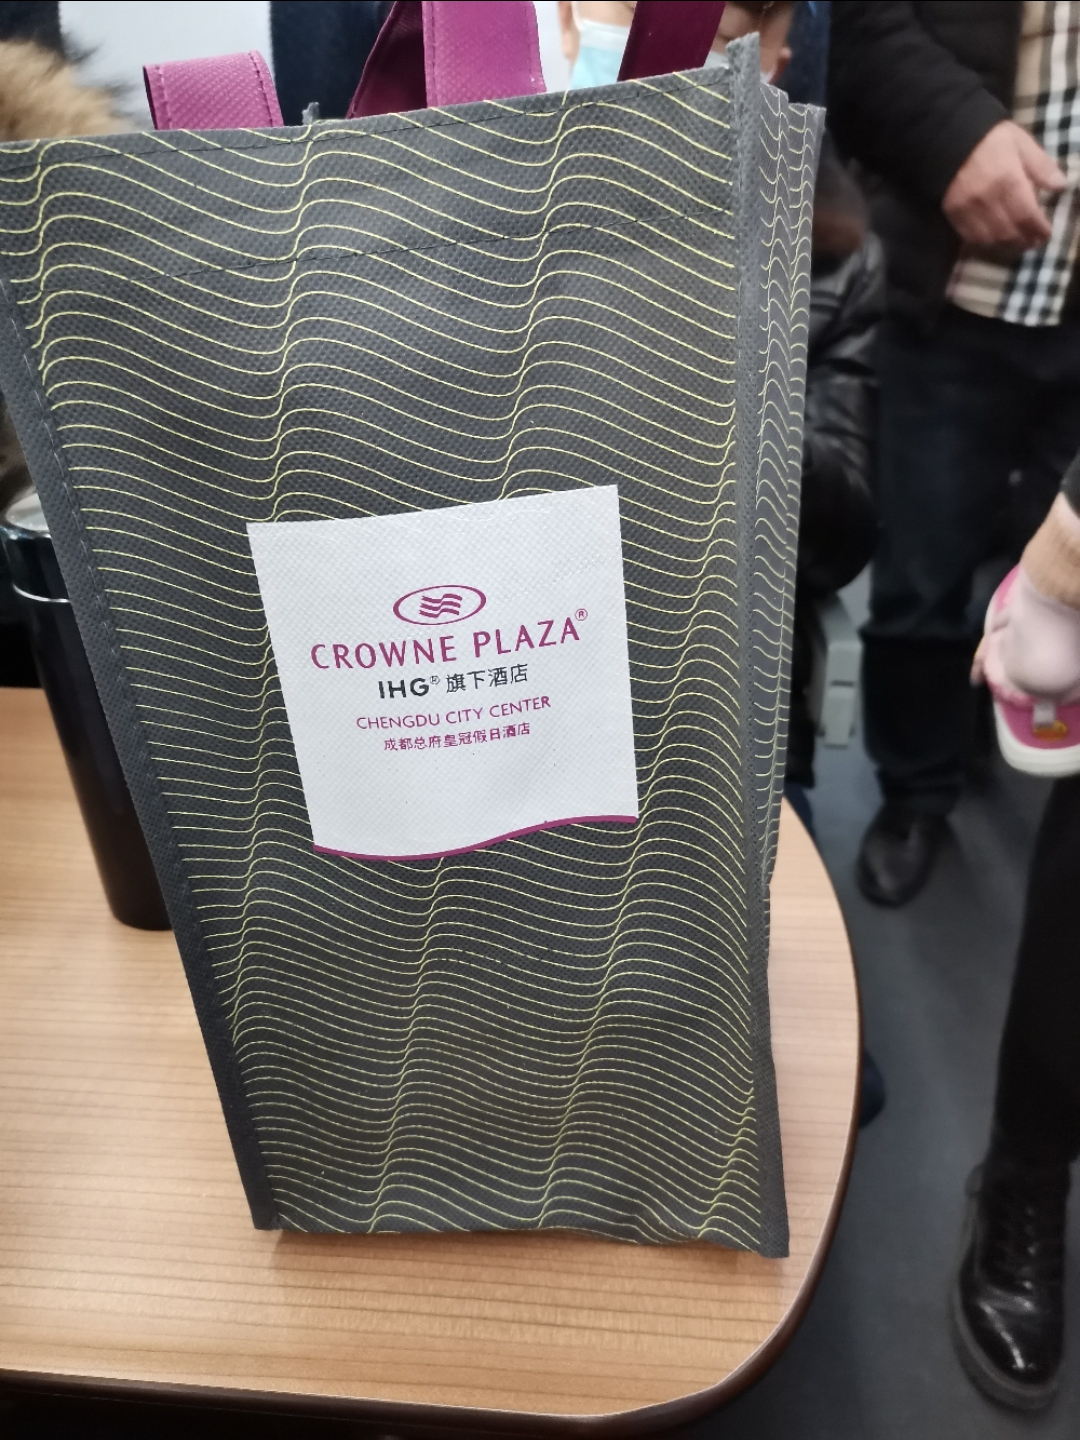 CROWNE PLAZA®
IHG® 旗下酒店
CHENGDU CITY CENTER
成都总府皇冠假日酒店